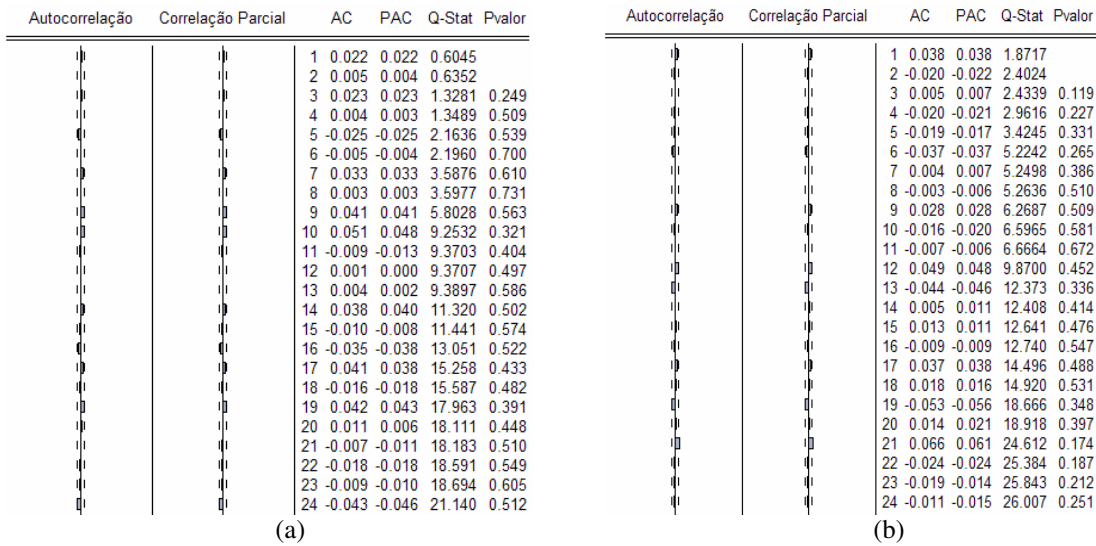 Autocorrelação Correlação Parcial AC PAC Q-Stat Pvalor
1 0.022 0.022 0.6045
2 0.005 0.004 0.6352
3 0.023 0.023 1.3281 0.249
4 0.004 0.003 1.3489 0.509
5 -0.025 -0.025 2.1636 0.539
6 -0.005 -0.004 2.1960 0.700
7 0.033 0.033 3.5876 0.610
8 0.003 0.003 3.5977 0.731
9 0.041 0.041 5.8028 0.563
10 0.051 0.048 9.2532 0.321
11 -0.009 -0.013 9.3703 0.404
12 0.001 0.000 9.3707 0.497
13 0.004 0.002 9.3897 0.586
14 0.038 0.040 11.320 0.502
15 -0.010 -0.008 11.441 0.574
16 -0.035 -0.038 13.051 0.522
17 0.041 0.038 15.258 0.433
18 -0.016 -0.018 15.587 0.482
19 0.042 0.043 17.963 0.391
20 0.011 0.006 18.111 0.448
21 -0.007 -0.011 18.183 0.510
22 -0.018 -0.018 18.591 0.549
23 -0.009 -0.010 18.694 0.605
24 -0.043 -0.046 21.140 0.512
(a)
Autocorrelação Correlação Parcial AC PAC Q-Stat Pvalor
1 0.038 0.038 1.8717
2 -0.020 -0.022 2.4024
3 0.005 0.007 2.4339 0.119
4 -0.020 -0.021 2.9616 0.227
5 -0.019 -0.017 3.4245 0.331
6 -0.037 -0.037 5.2242 0.265
7 0.004 0.007 5.2498 0.386
8 -0.003 -0.006 5.2636 0.510
9 0.028 0.028 6.2687 0.509
10 -0.016 -0.020 6.5965 0.581
11 -0.007 -0.006 6.6664 0.672
12 0.049 0.048 9.8700 0.452
13 -0.044 -0.046 12.373 0.336
14 0.005 0.011 12.408 0.414
15 0.013 0.011 12.641 0.476
16 -0.009 -0.009 12.740 0.547
17 0.037 0.038 14.496 0.488
18 0.018 0.016 14.920 0.531
19 -0.053 -0.056 18.666 0.348
20 0.014 0.021 18.918 0.397
21 0.066 0.061 24.612 0.174
22 -0.024 -0.024 25.384 0.187
23 -0.019 -0.014 25.843 0.212
24 -0.011 -0.015 26.007 0.251
(b)